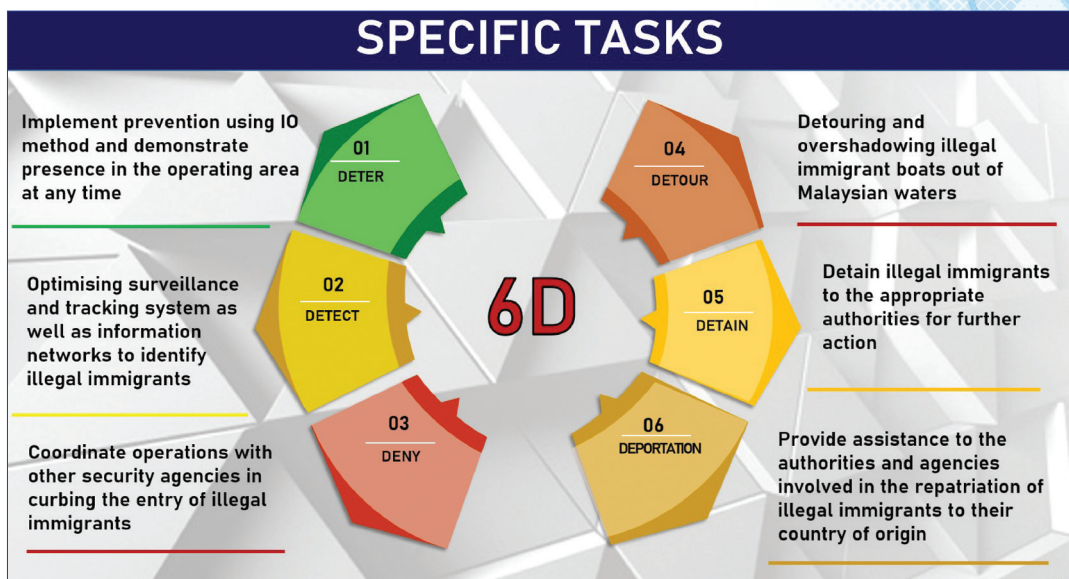 SPECIFIC TASKS
Implement prevention using IO
method and demonstrate
presence in the operating area
at any time
01
DETER
Optimising surveillance
and tracking system as
well as information
networks to identify
illegal immigrants
02
DETECT
Coordinate operations with
other security agencies in
curbing the entry of illegal
immigrants
03
DENY
6D
04
DETOUR
Detouring and
overshadowing illegal
immigrant boats out of
Malaysian waters
05
DETAIN
Detain illegal immigrants
to the appropriate
authorities for further
action
06
DEPORTATION
Provide assistance to the
authorities and agencies
involved in the repatriation of
illegal immigrants to their
country of origin